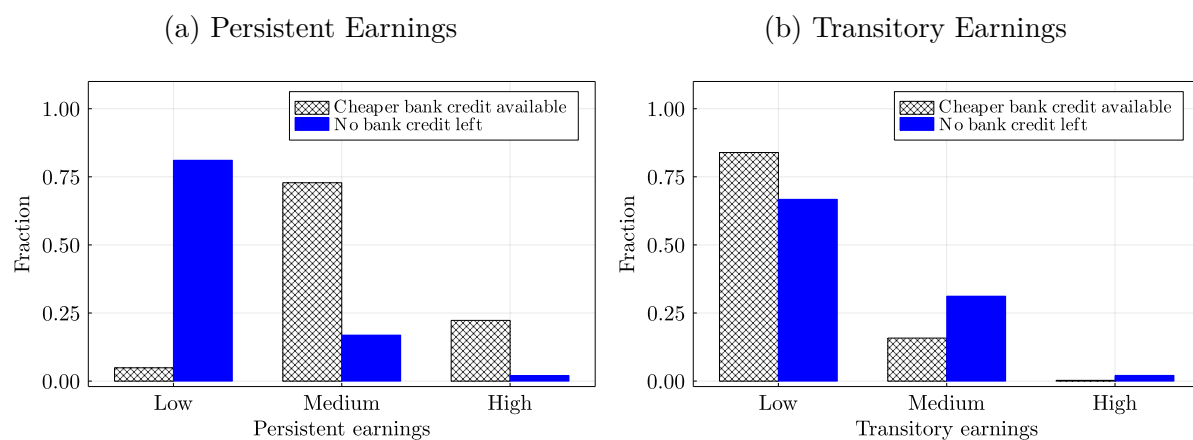 (a) Persistent Earnings
Cheaper bank credit available
No bank credit left
1.00
0.75
0.50
0.25
0.00
Fraction
Low Medium High
Persistent earnings
(b) Transitory Earnings
Cheaper bank credit available
No bank credit left
1.00
0.75
0.50
0.25
0.00
Fraction
Low Medium High
Transitory earnings